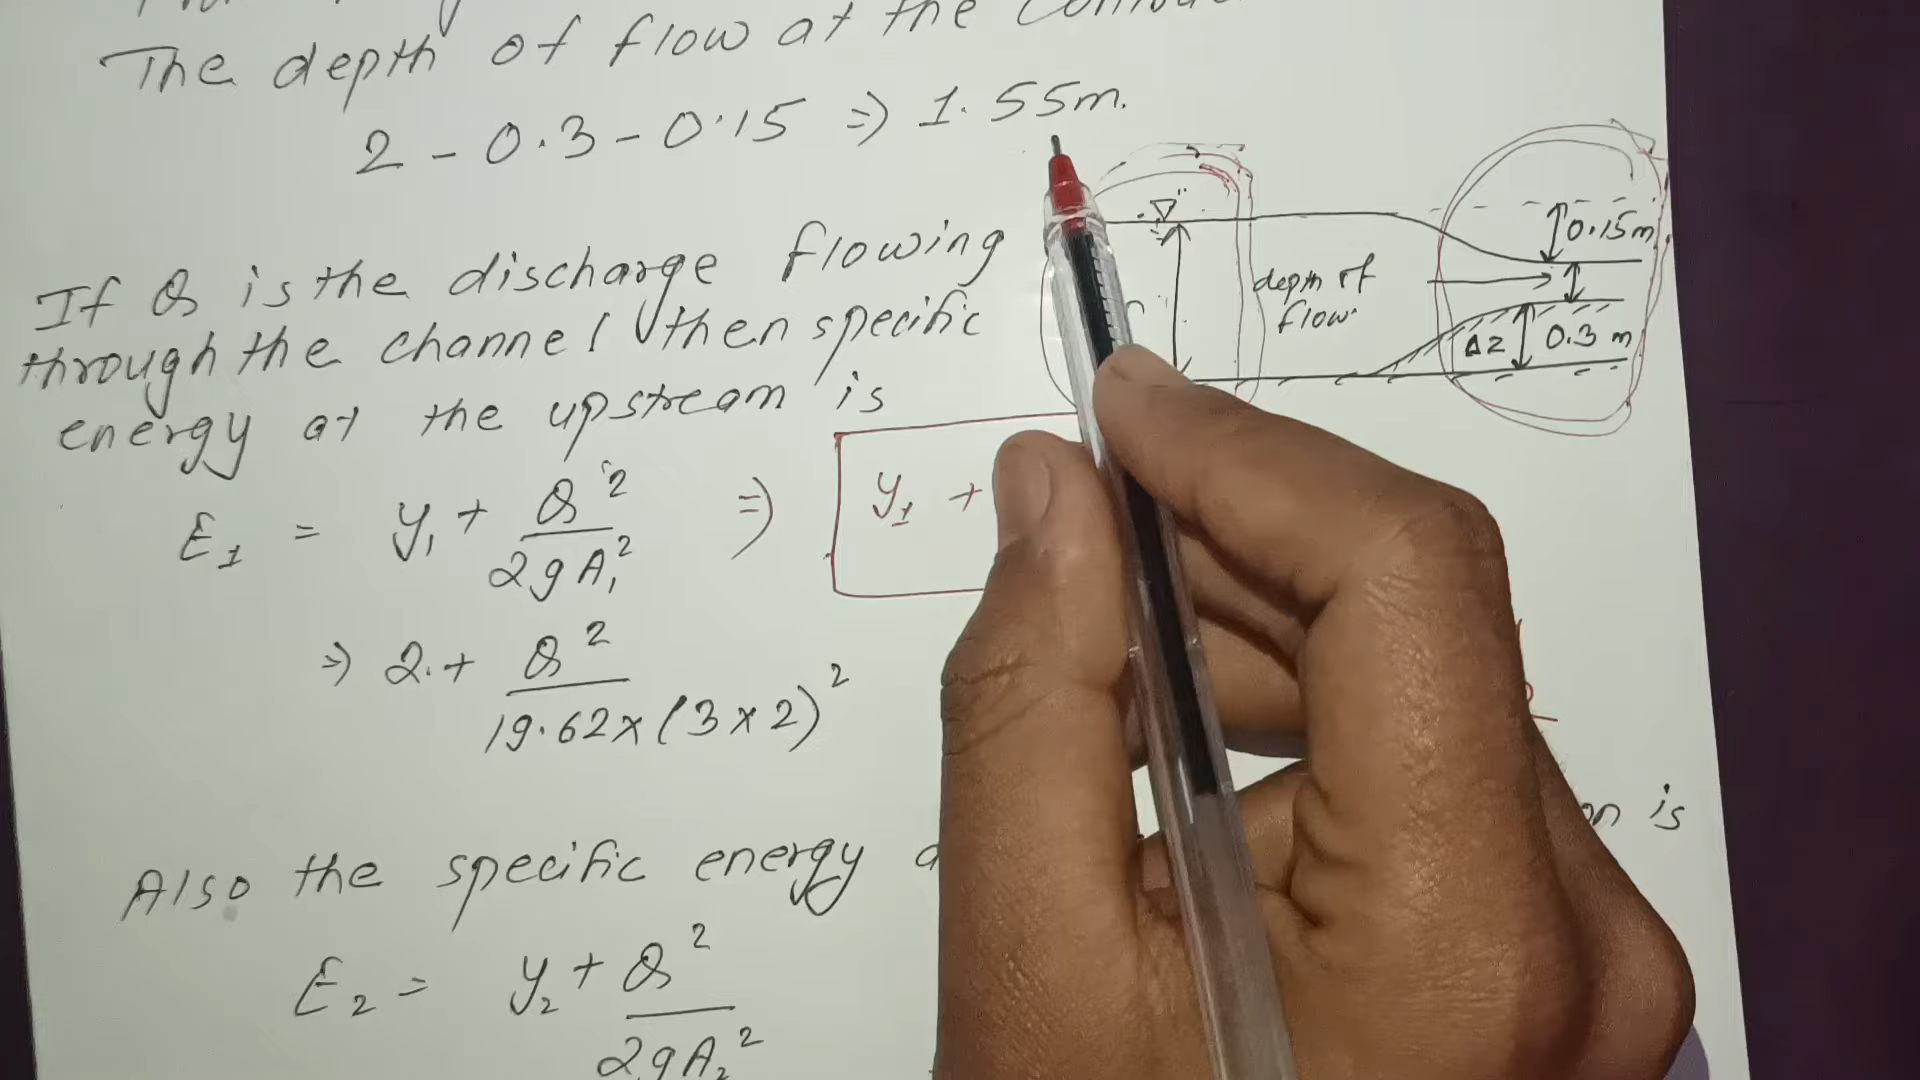 The depth of flow at the
2 - 0.3 - 0.15 ⇒ 1.55m.
If Q is the discharge flowing
through the channel then specific
energy at the upstream is
E1 = y1 + Q² / 2gA1² ⇒ y1 +
⇒ 2 + Q² / 19.62 x (3 x 2)²
Also the specific energy is
E2 = y2 + Q² / 2gA2²
0.15m
depth of
flow.
Δz 0.3 m